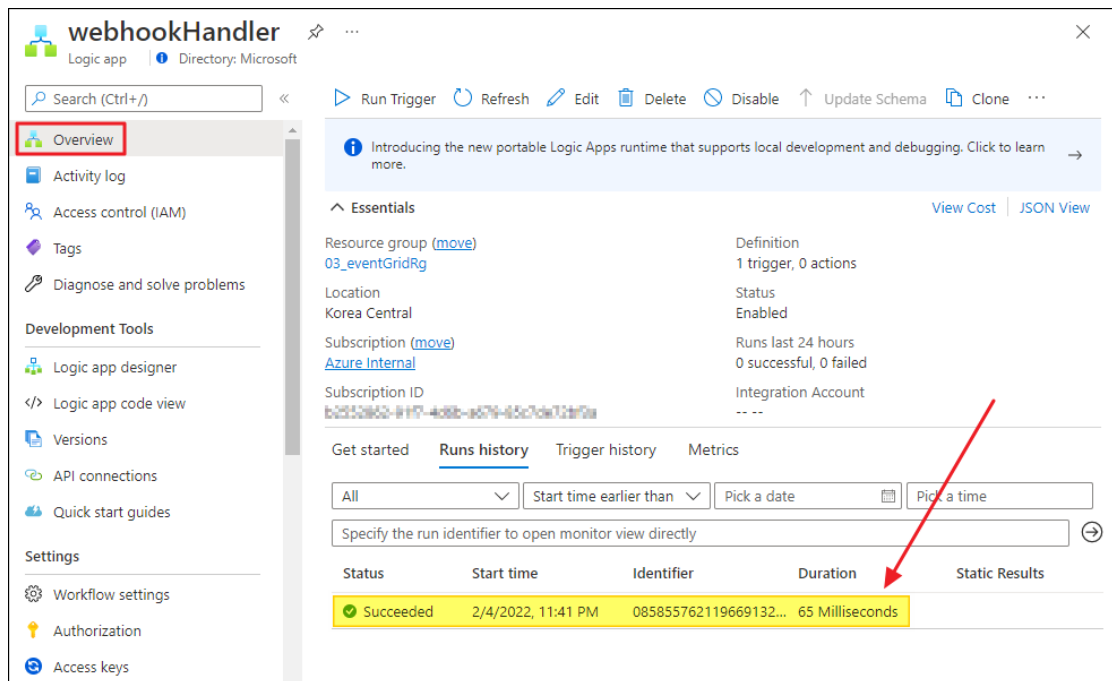 webhookHandler ...
Logic app Directory: Microsoft
Search (Ctrl+/) «
Overview
Activity log
Access control (IAM)
Tags
Diagnose and solve problems
Development Tools
Logic app designer
Logic app code view
Versions
API connections
Quick start guides
Settings
Workflow settings
Authorization
Access keys
Run Trigger Refresh Edit Delete Disable Update Schema Clone ...
Introducing the new portable Logic Apps runtime that supports local development and debugging. Click to learn
more.
Essentials View Cost JSON View
Resource group (move)
03_eventGridRg
Location
Korea Central
Subscription (move)
Azure Internal
Subscription ID
Definition
1 trigger, 0 actions
Status
Enabled
Runs last 24 hours
0 successful, 0 failed
Integration Account
-- --
Get started Runs history Trigger history Metrics
All Start time earlier than Pick a date Pick a time
Specify the run identifier to open monitor view directly
Status Start time Identifier Duration Static Results
Succeeded 2/4/2022, 11:41 PM 085855762119669132... 65 Milliseconds